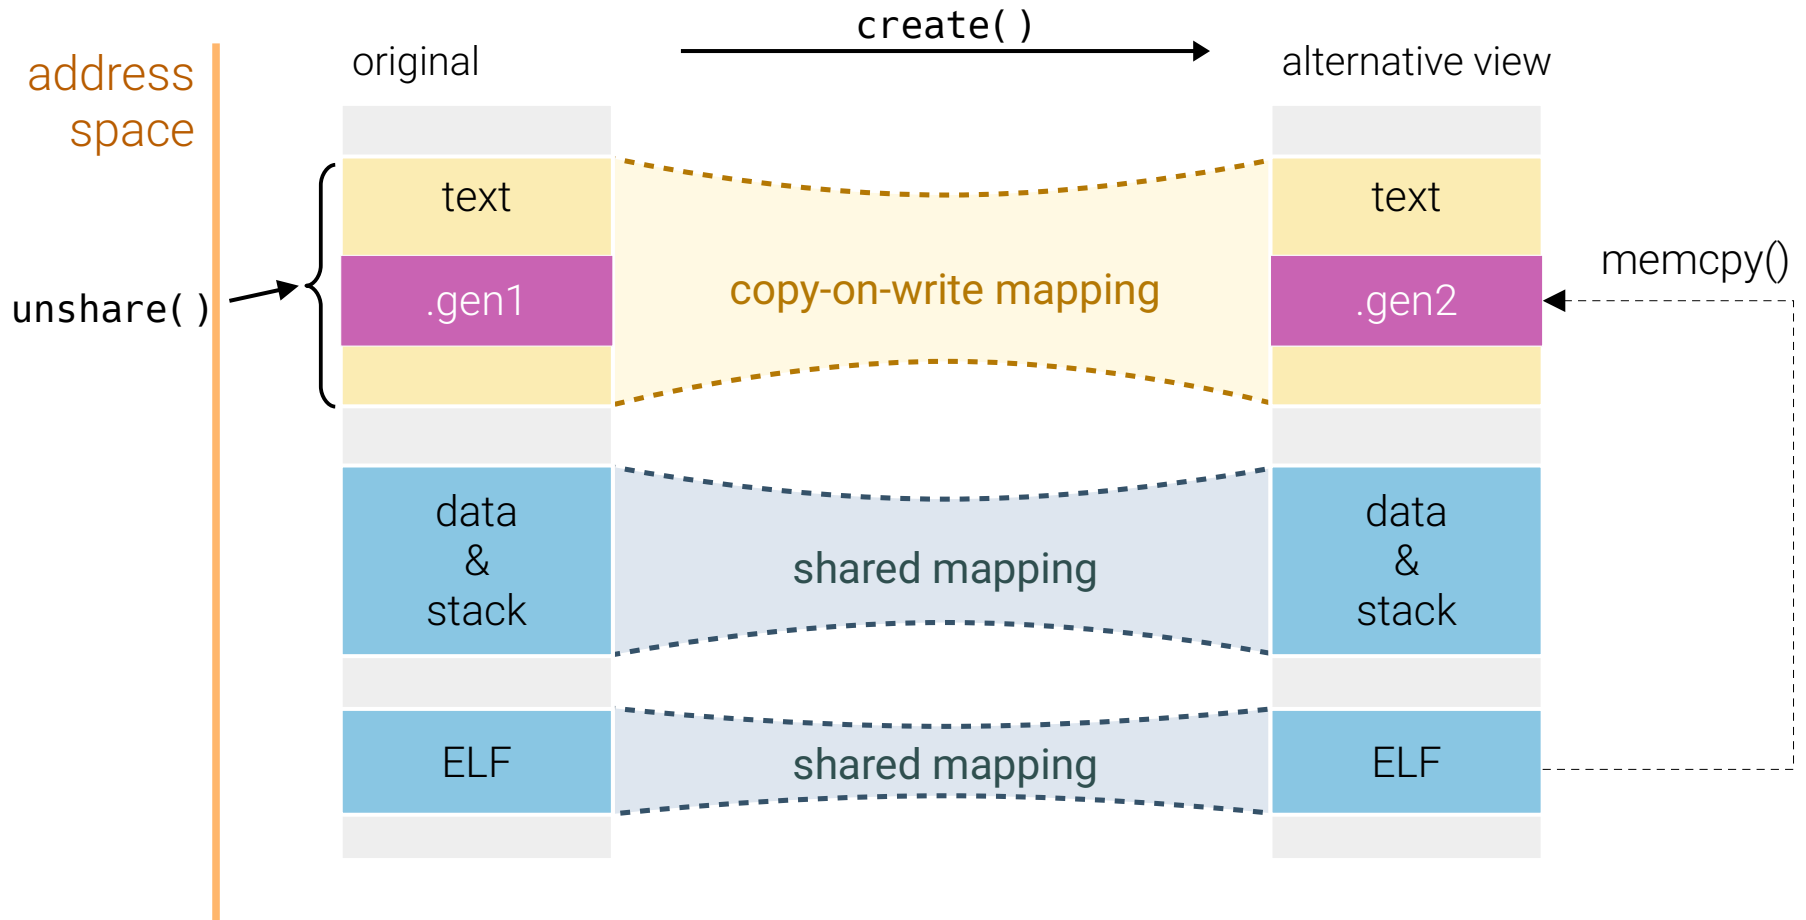 create()
address
space
original
alternative view
text
text
.gen1
copy-on-write mapping
.gen2
memcpy()
unshare()
data
&
stack
shared mapping
data
&
stack
ELF
shared mapping
ELF